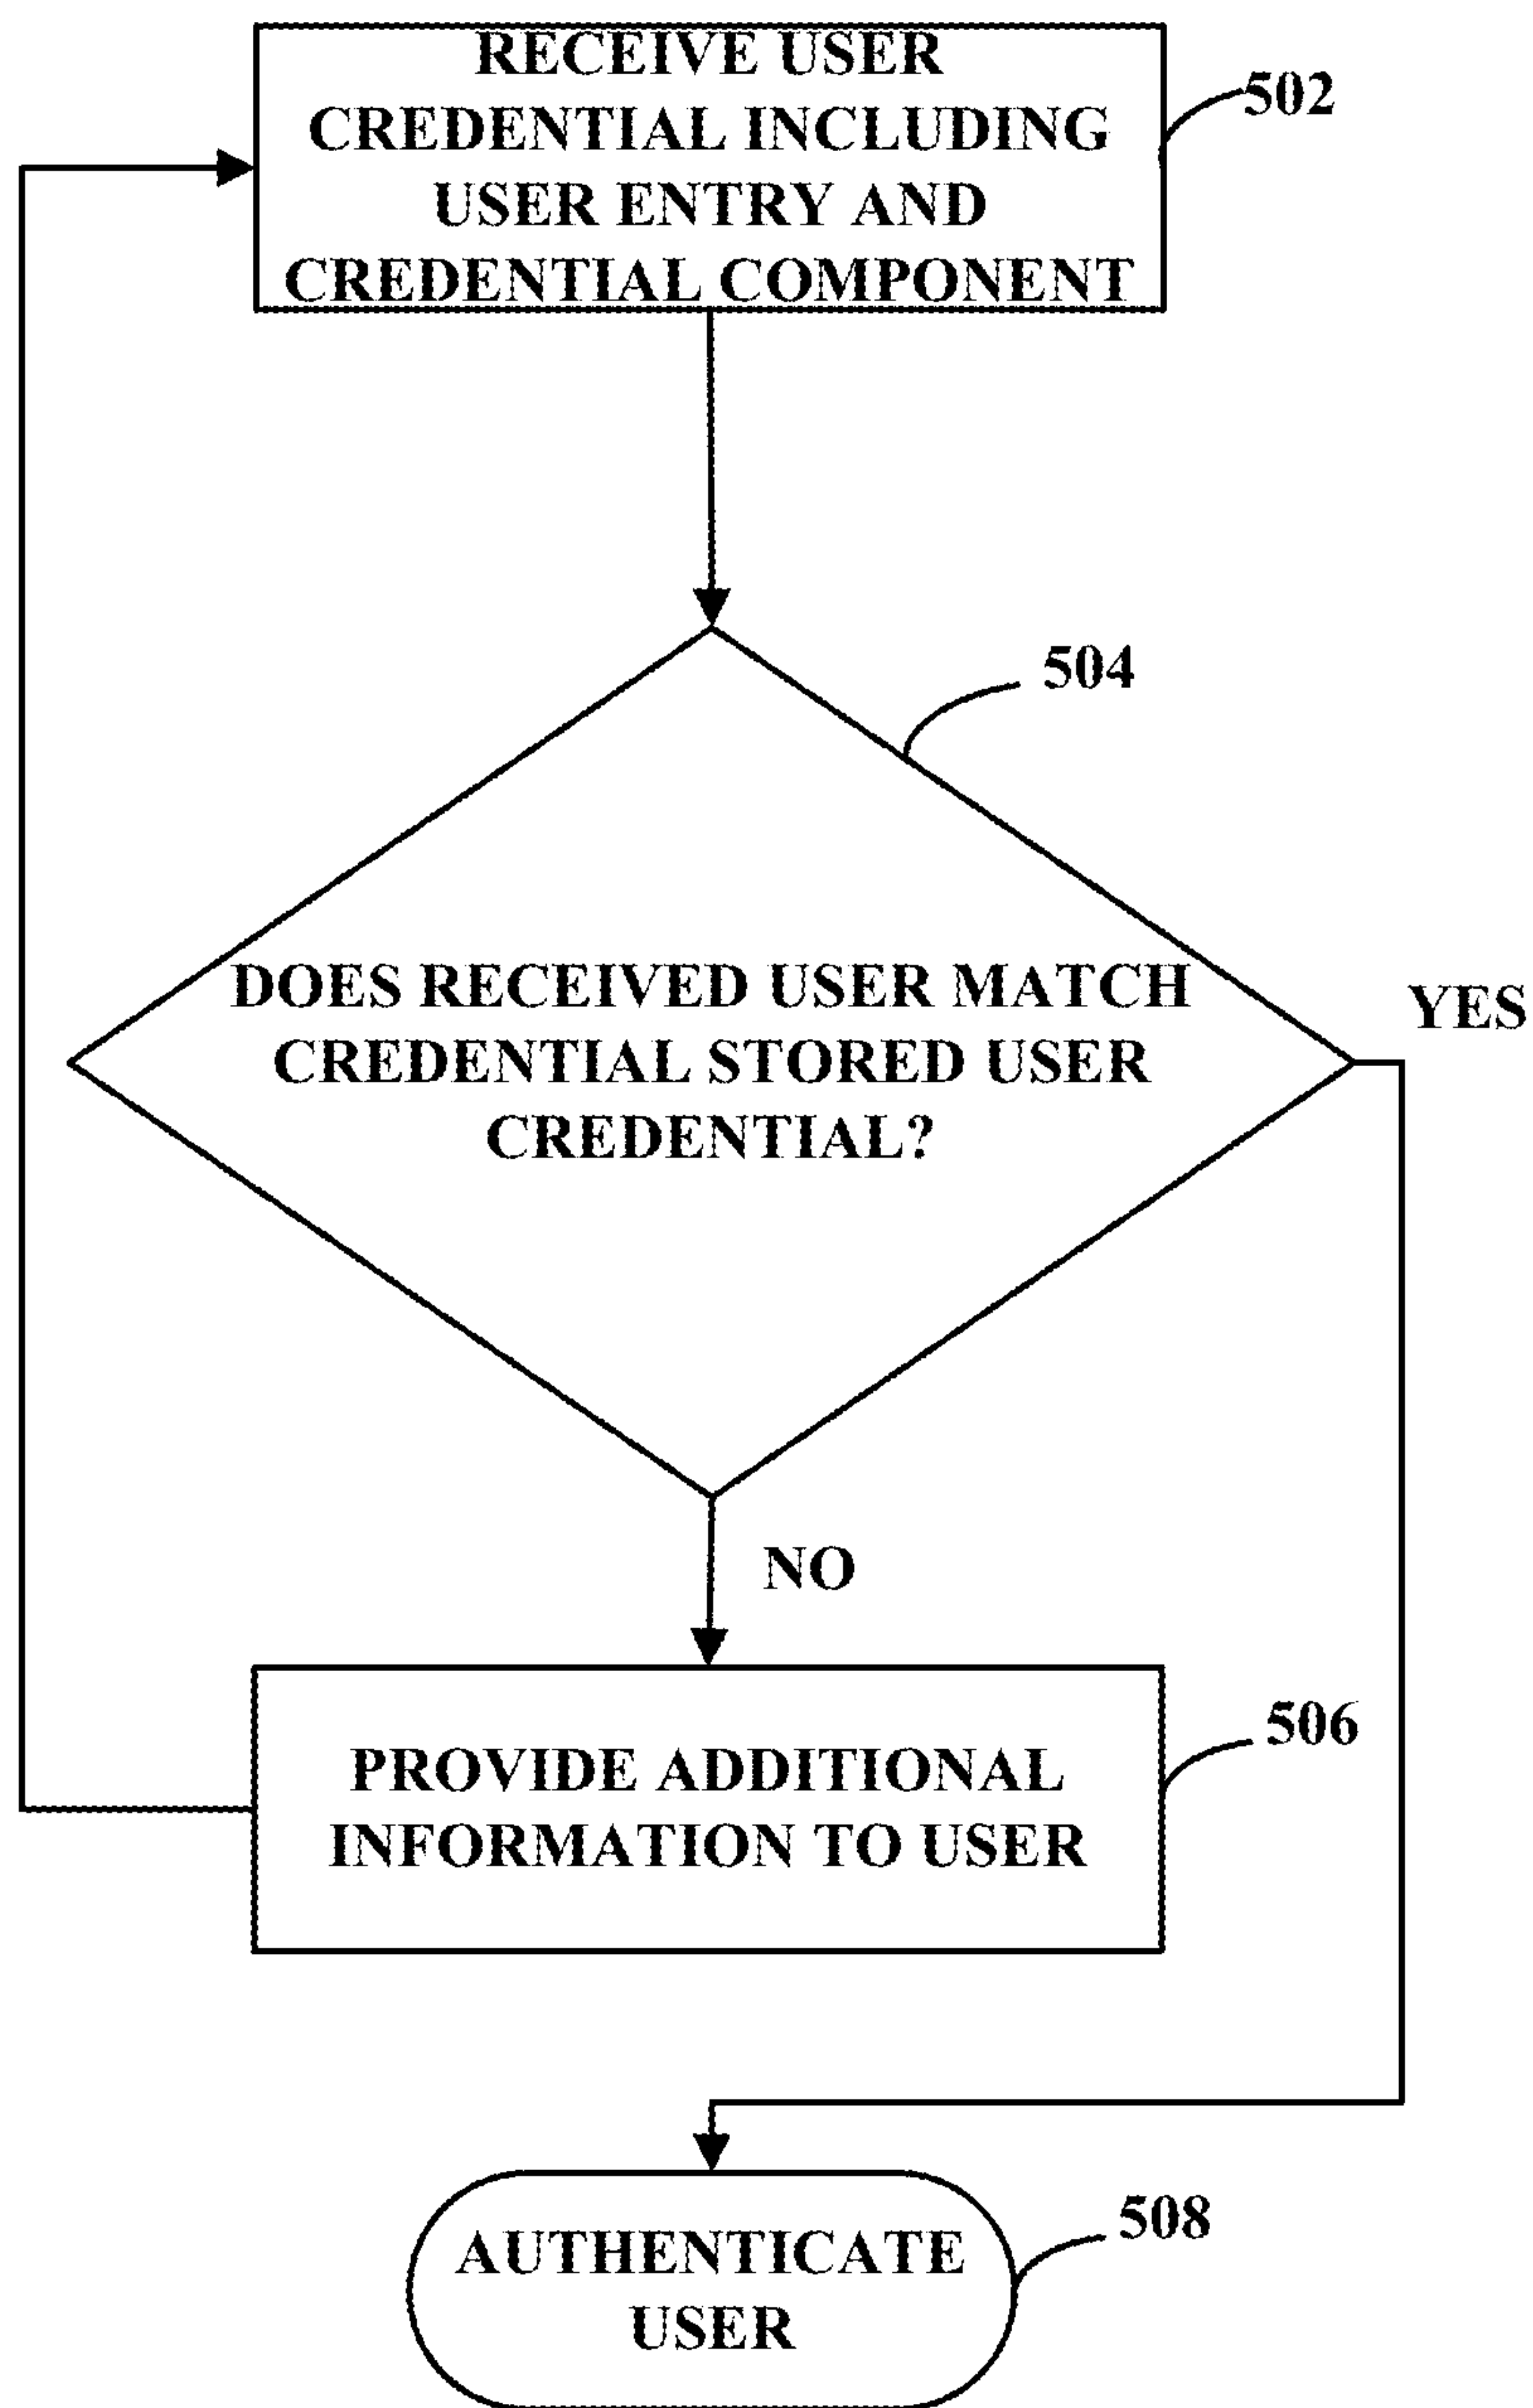 RECEIVE USER
CREDENTIAL INCLUDING
USER ENTRY AND
CREDENTIAL COMPONENT
502
504
DOES RECEIVED USER MATCH
CREDENTIAL STORED USER
CREDENTIAL?
YES
NO
PROVIDE ADDITIONAL
INFORMATION TO USER
506
AUTHENTICATE
USER
508